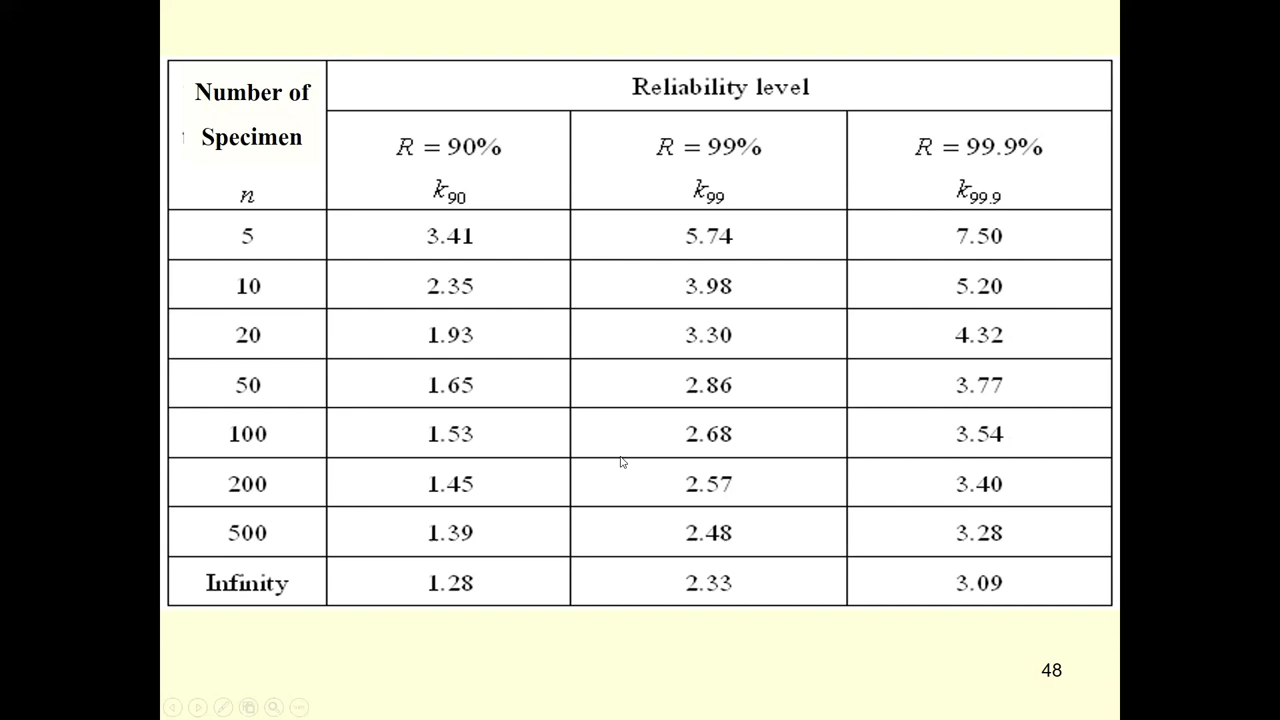 Number of Specimen n Reliability level
R = 90% k90 R = 99% k99 R = 99.9% k99.9
5 3.41 5.74 7.50
10 2.35 3.98 5.20
20 1.93 3.30 4.32
50 1.65 2.86 3.77
100 1.53 2.68 3.54
200 1.45 2.57 3.40
500 1.39 2.48 3.28
Infinity 1.28 2.33 3.09
48